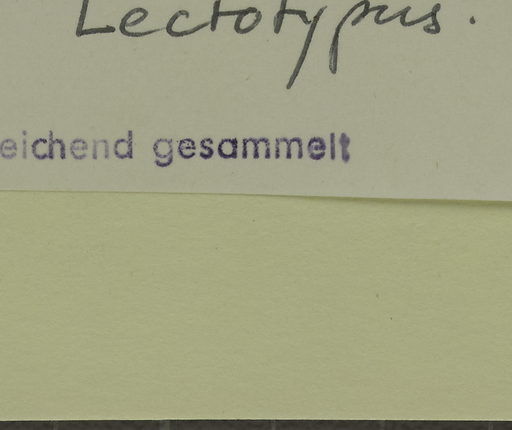 Lectotypus.
eichend gesammelt